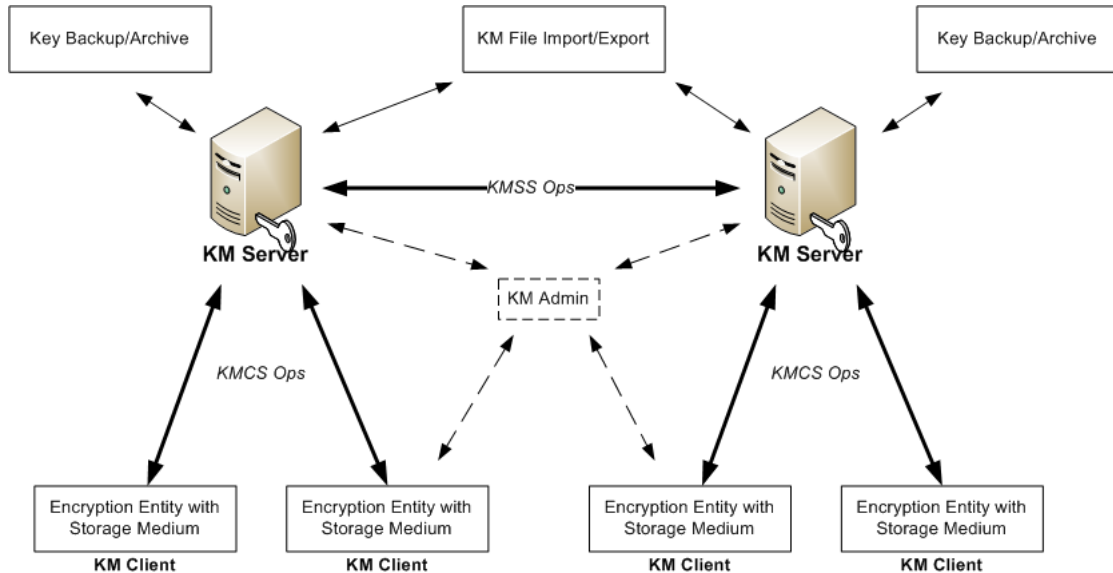 Key Backup/Archive
KM File Import/Export
Key Backup/Archive
KMSS Ops
KM Server
KM Server
KM Admin
KMCS Ops
KMCS Ops
Encryption Entity with
Storage Medium
KM Client
Encryption Entity with
Storage Medium
KM Client
Encryption Entity with
Storage Medium
KM Client
Encryption Entity with
Storage Medium
KM Client